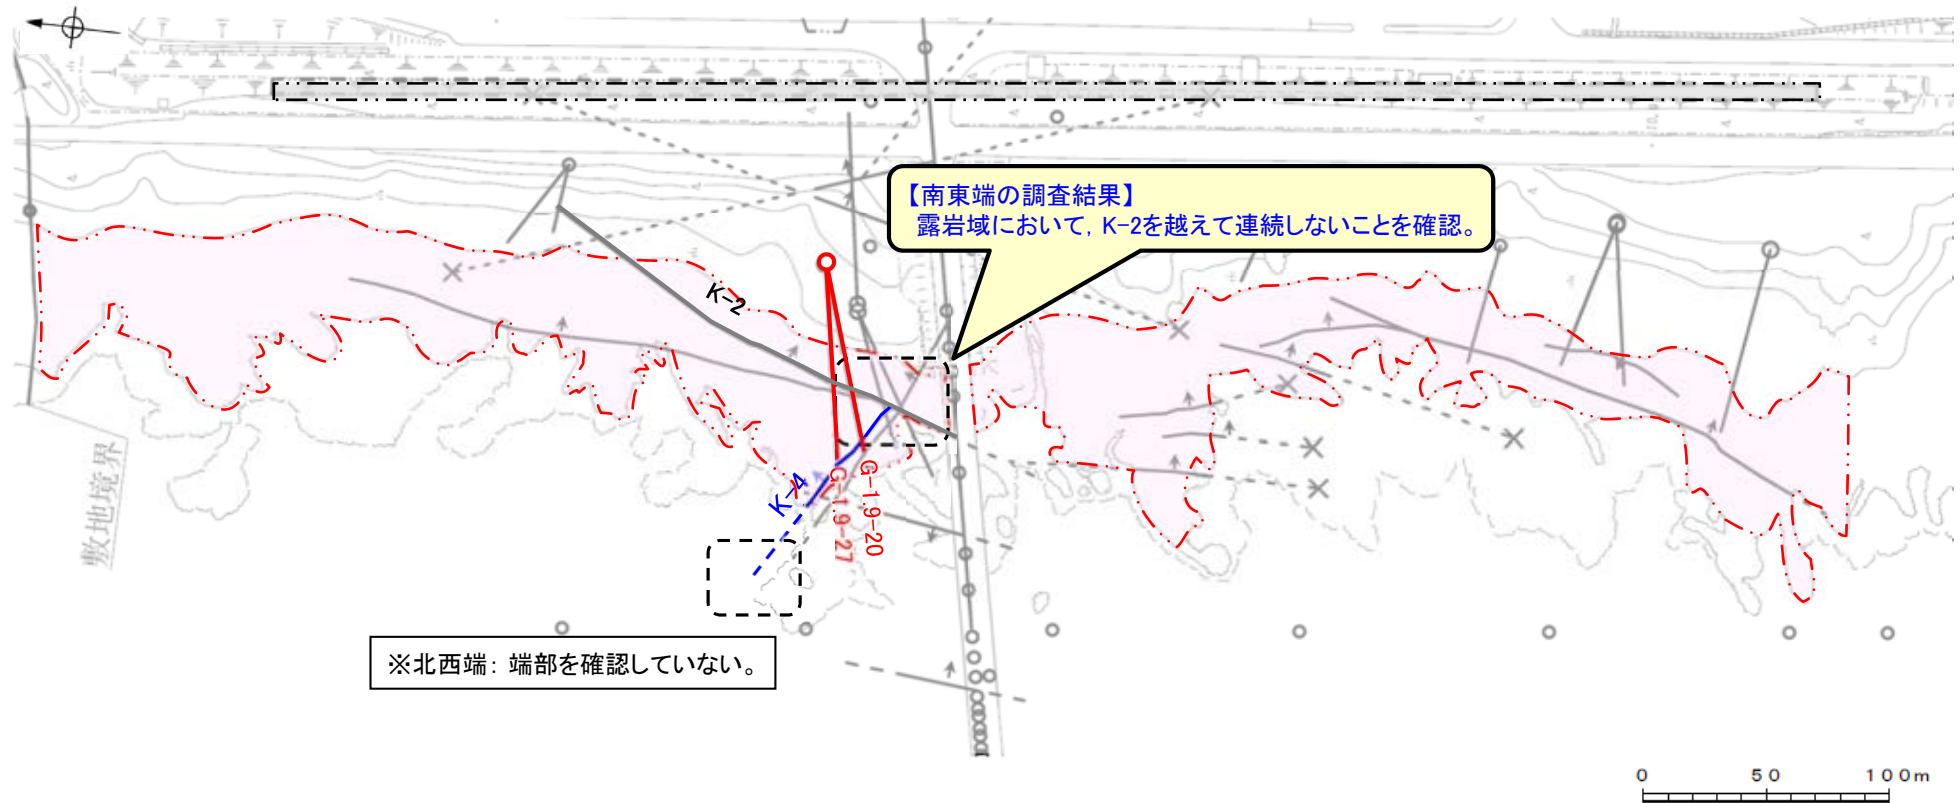 【南東端の調査結果】
露岩域において, K-2を越えて連続しないことを確認。
K-2
K-4
G-1.9-20
G-1.9-27
敷地境界
※北西端: 端部を確認していない。
0 50 100m